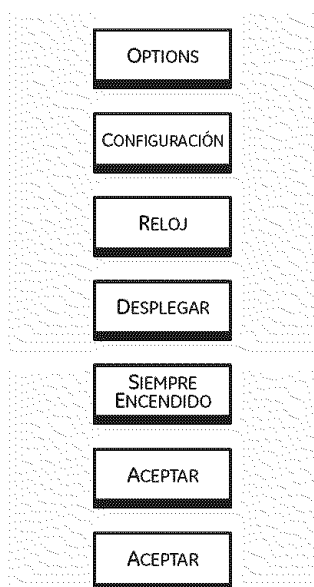 OPTIONS
CONFIGURACIÓN
RELOJ
DESPLEGAR
SIEMPRE
ENCENDIDO
ACEPTAR
ACEPTAR